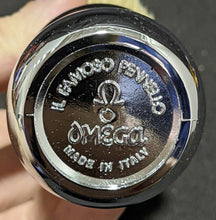 IL FAMOSO PENNELLO
Ω
OMEGA
MADE IN ITALY